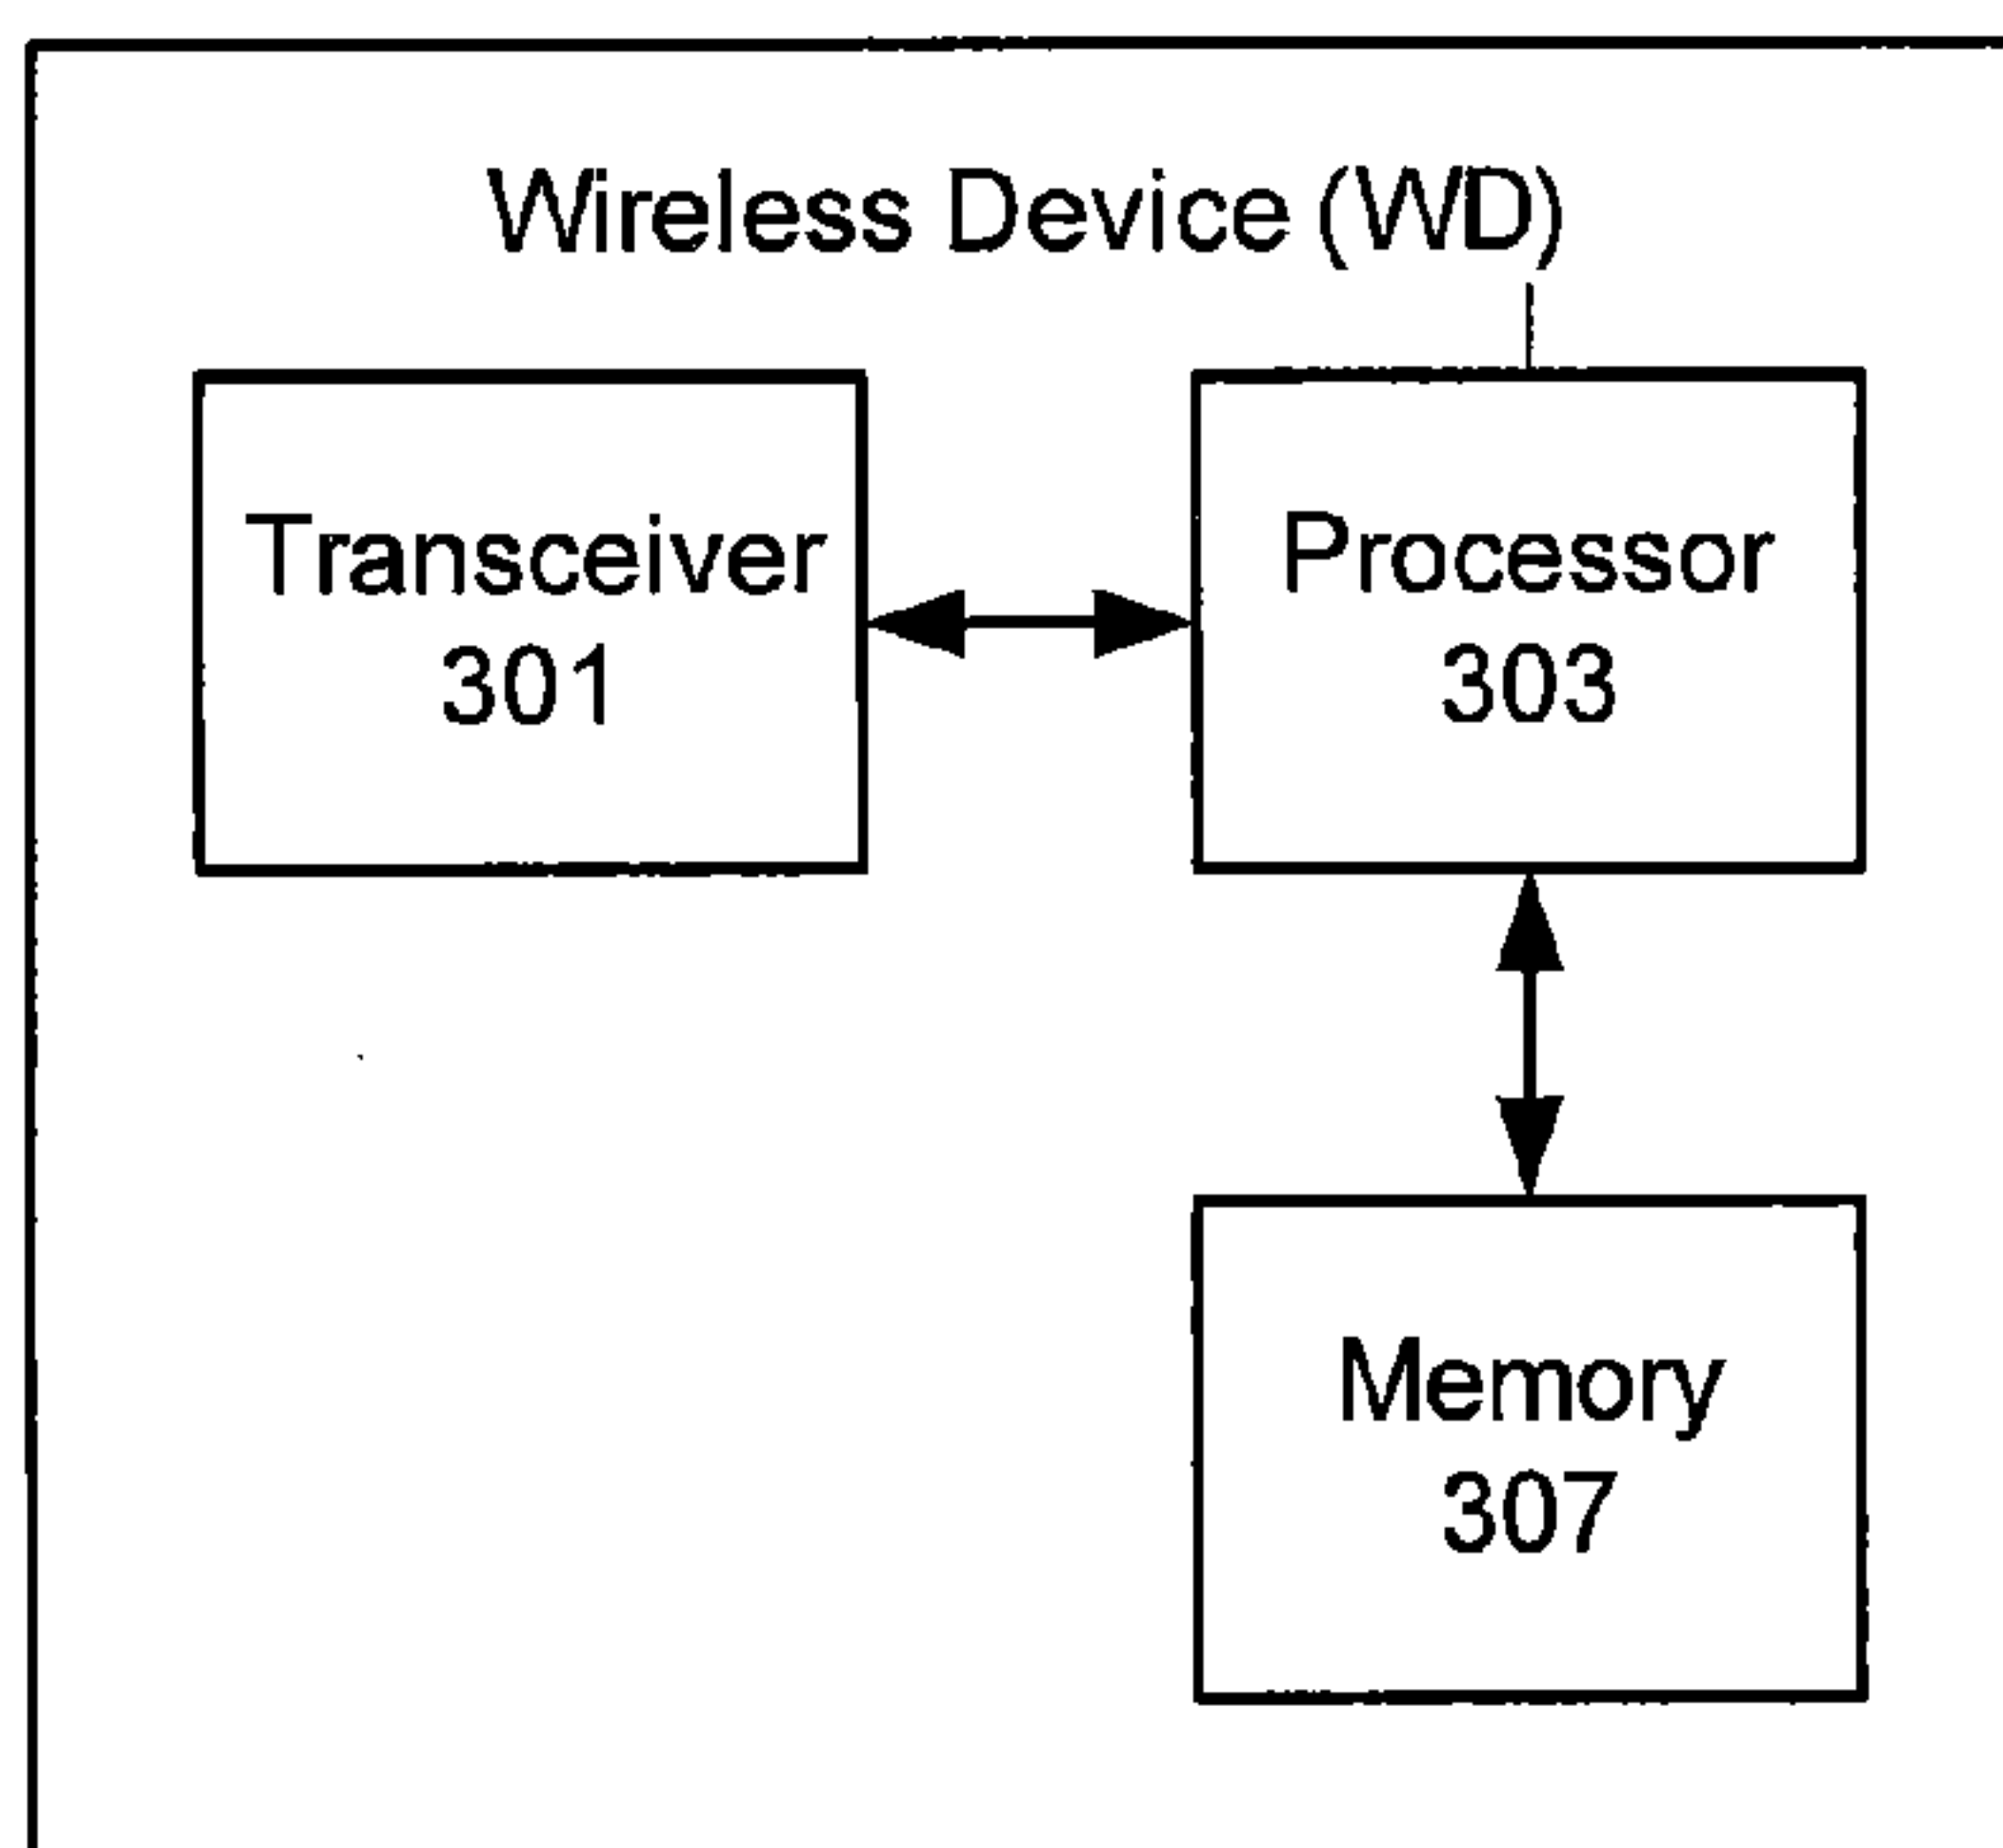 Wireless Device (WD)
Transceiver
301
Processor
303
Memory
307